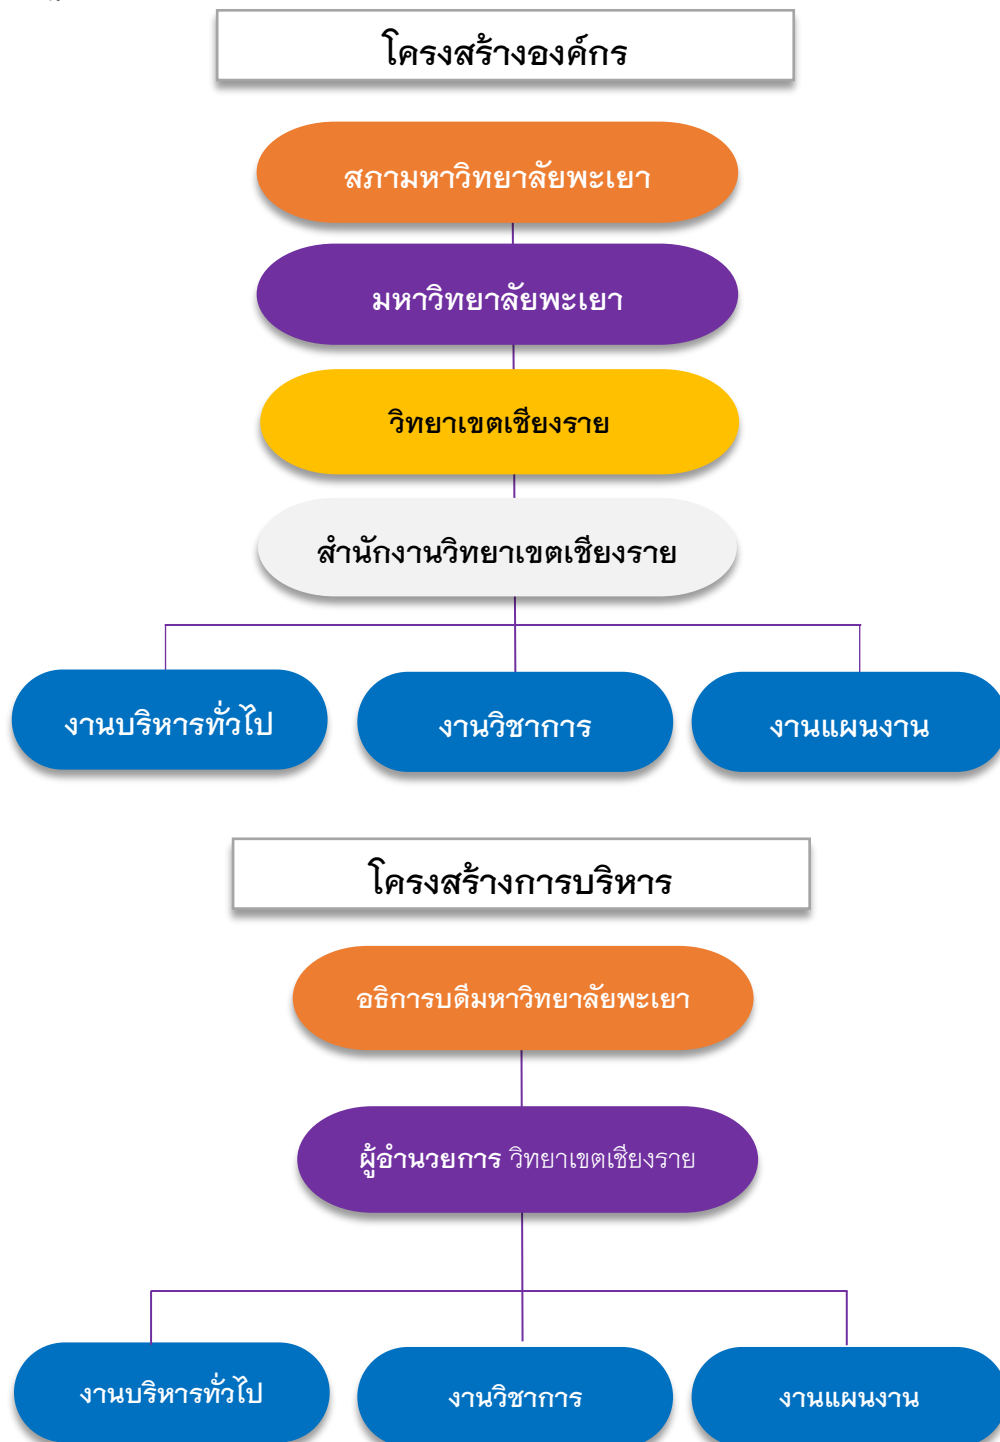 โครงสร้างองค์กร
สภามหาวิทยาลัยพะเยา
มหาวิทยาลัยพะเยา
วิทยาเขตเชียงราย
สำนักงานวิทยาเขตเชียงราย
งานบริหารทั่วไป งานวิชาการ งานแผนงาน
โครงสร้างการบริหาร
อธิการบดีมหาวิทยาลัยพะเยา
ผู้อำนวยการ วิทยาเขตเชียงราย
งานบริหารทั่วไป งานวิชาการ งานแผนงาน